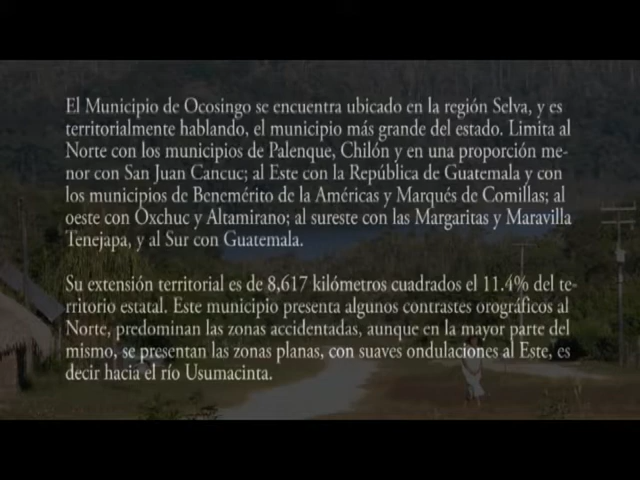 El Municipio de Ocosingo se encuentra ubicado en la región Selva, y es
territorialmente hablando, el municipio más grande del estado. Limita al
Norte con los municipios de Palenque, Chilón y en una proporción me-
nor con San Juan Cancuc; al Este con la República de Guatemala y con
los municipios de Benemérito de la Américas y Marqués de Comillas; al
oeste con Oxchuc y Altamirano; al sureste con las Margaritas y Maravilla
Tenejapa, y al Sur con Guatemala.
Su extensión territorial es de 8,617 kilómetros cuadrados el 11.4% del te-
rritorio estatal. Este municipio presenta algunos contrastes orográficos al
Norte, predominan las zonas accidentadas, aunque en la mayor parte del
mismo, se presentan las zonas planas, con suaves ondulaciones al Este, es
decir hacia el río Usumacinta.